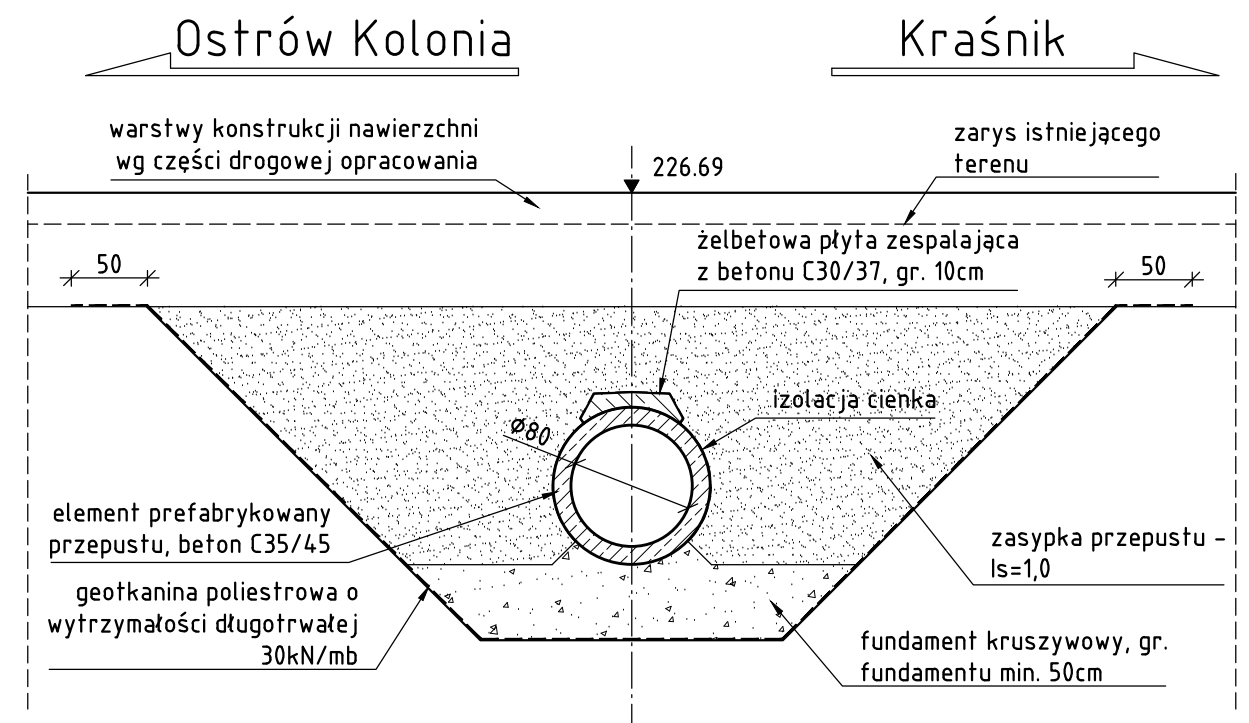 Ostrów Kolonia
Kraśnik
warstwy konstrukcji nawierzchni
wg części drogowej opracowania
226.69
zarys istniejącego
terenu
żelbetowa płyta zespalająca
z betonu C30/37, gr. 10cm
50
50
izolacja cienka
Ø80
element prefabrykowany
przepustu, beton C35/45
zasypka przepustu -
Is=1,0
geotkanina poliestrowa o
wytrzymałości długotrwałej
30kN/mb
fundament kruszywowy, gr.
fundamentu min. 50cm